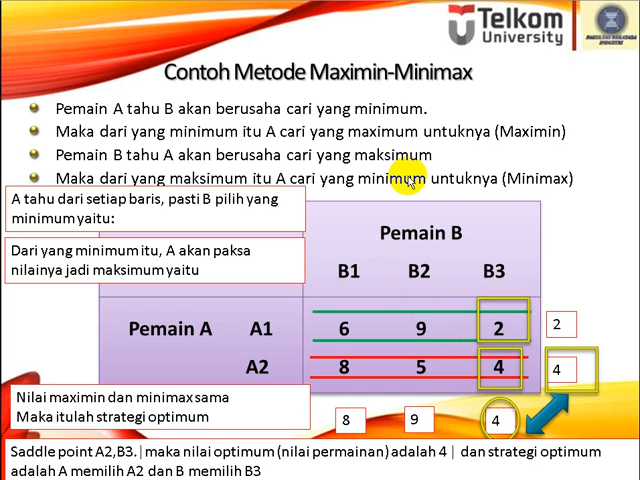 Telkom
University
FAKULTAS REKAYASA
INDUSTRI
Contoh Metode Maximin-Minimax
Pemain A tahu B akan berusaha cari yang minimum.
Maka dari yang minimum itu A cari yang maximum untuknya (Maximin)
Pemain B tahu A akan berusaha cari yang maksimum
Maka dari yang maksimum itu A cari yang minimum untuknya (Minimax)
A tahu dari setiap baris, pasti B pilih yang
minimum yaitu:
Dari yang minimum itu, A akan paksa
nilainya jadi maksimum yaitu
Pemain B
B1 B2 B3
Pemain A A1 6 9 2 2
A2 8 5 4 4
Nilai maximin dan minimax sama
Maka itulah strategi optimum
8 9 4
Saddle point A2,B3. | maka nilai optimum (nilai permainan) adalah 4 | dan strategi optimum
adalah A memilih A2 dan B memilih B3